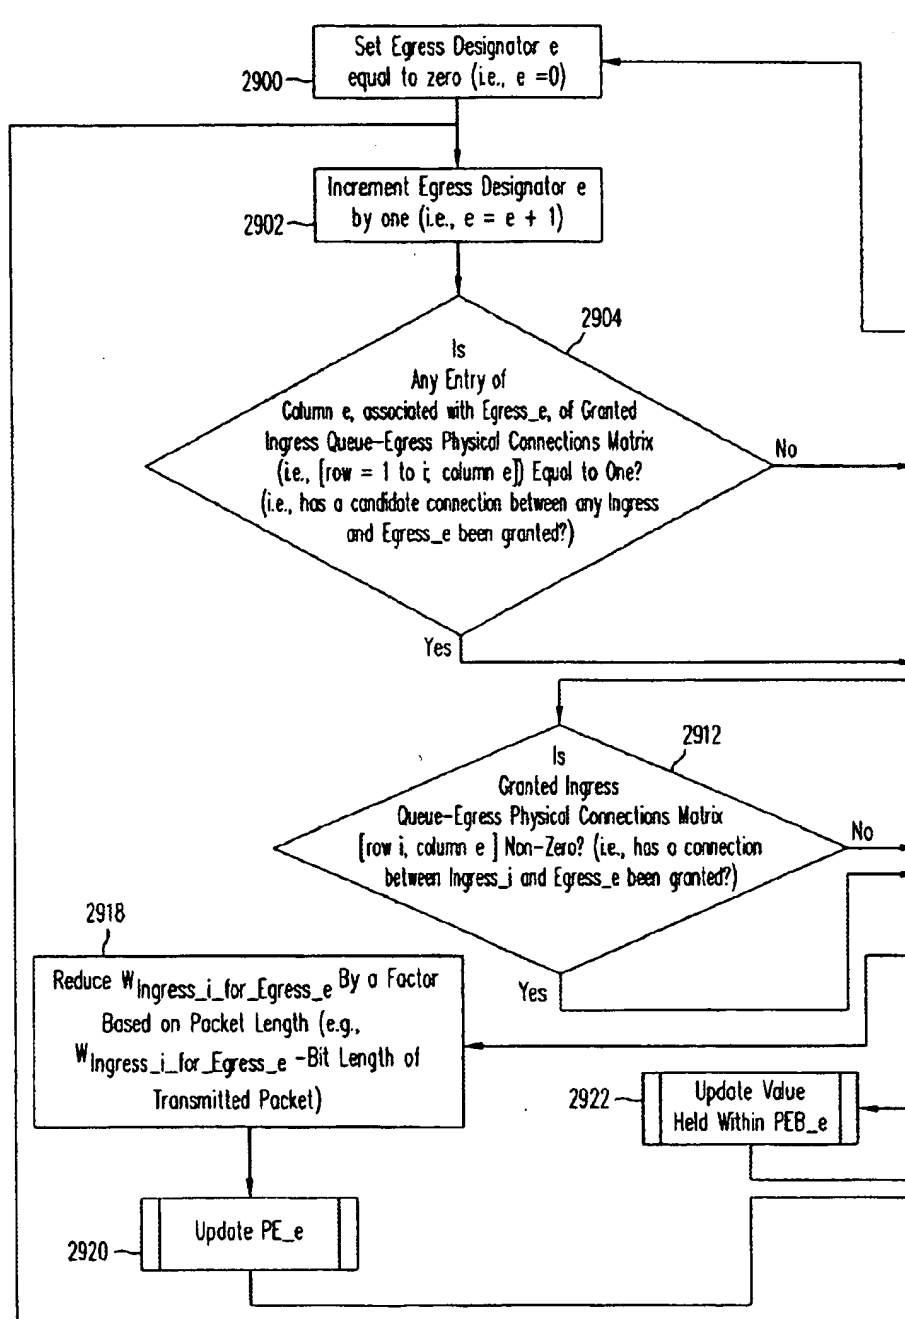 Set Egress Designator e
equal to zero (i.e., e =0)
2900
Increment Egress Designator e
by one (i.e., e = e + 1)
2902
2904
Is
Any Entry of
Column e, associated with Egress_e, of Granted
Ingress Queue-Egress Physical Connections Matrix
(i.e., [row = 1 to i; column e]) Equal to One?
(i.e., has a candidate connection between any Ingress
and Egress_e been granted?)
No
Yes
2912
Is
Granted Ingress
Queue-Egress Physical Connections Matrix
[row i, column e ] Non-Zero? (i.e., has a connection
between Ingress_i and Egress_e been granted?)
No
Yes
2918
Reduce WIngress_i_for_Egress_e By a Factor
Based on Packet Length (e.g.,
WIngress_i_for_Egress_e -Bit Length of
Transmitted Packet)
2922
Update Value
Held Within PEB_e
Update PE_e
2920